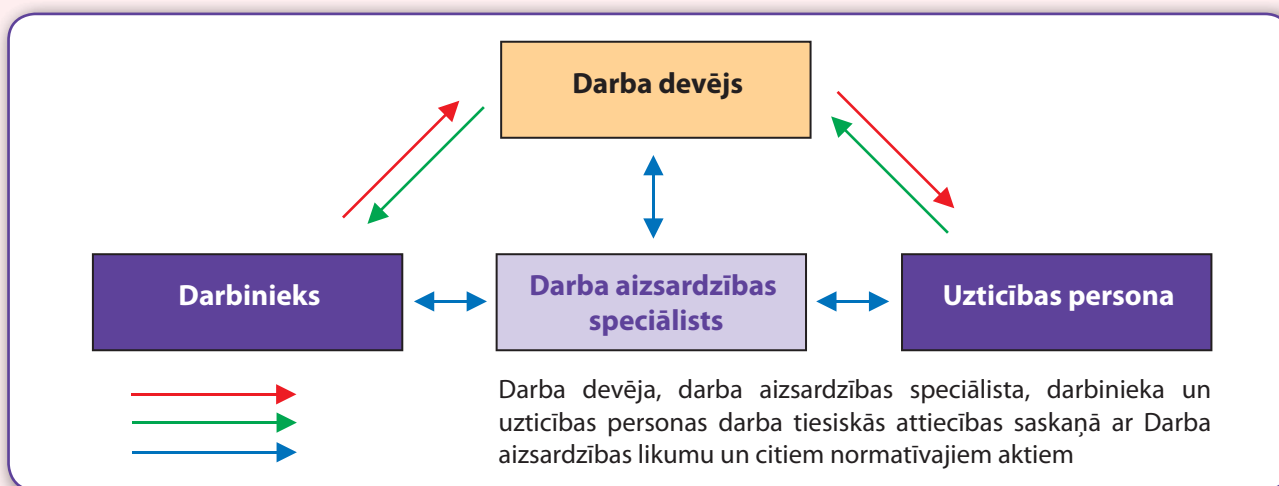 Darba devējs
Darbinieks
Darba aizsardzības
speciālists
Uzticības persona
Darba devēja, darba aizsardzības speciālista, darbinieka un
uzticības personas darba tiesiskās attiecības saskaņā ar Darba
aizsardzības likumu un citiem normatīvajiem aktiem